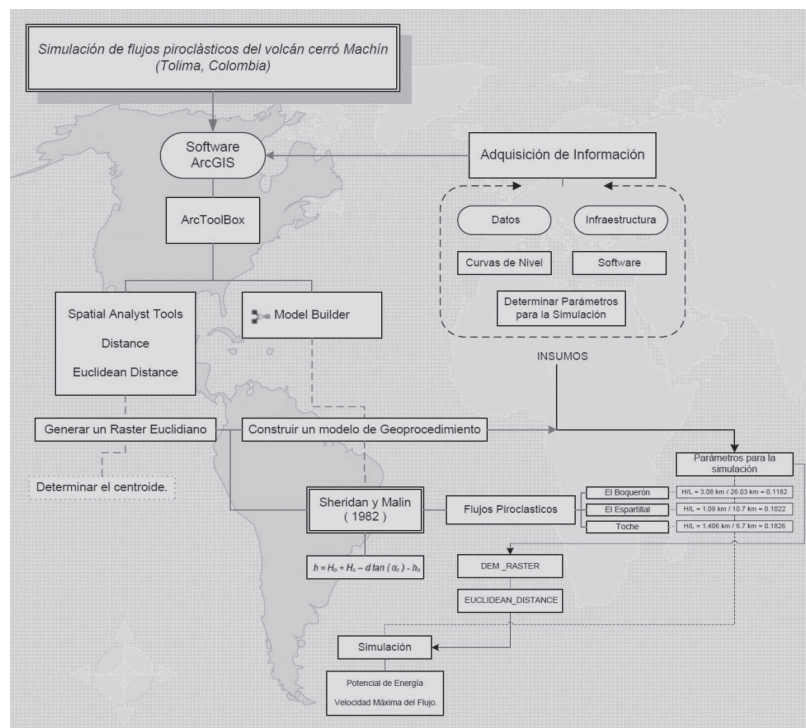 Simulación de flujos piroclàsticos del volcán cerró Machín
(Tolima, Colombia)
Software
ArcGIS
Adquisición de Información
ArcToolBox
Datos
Infraestructura
Curvas de Nivel
Software
Determinar Parámetros
para la Simulación
Spatial Analyst Tools
Distance
Euclidean Distance
Model Builder
INSUMOS
Generar un Raster Euclidiano
Construir un modelo de Geoprocedimiento
Parámetros para la
simulación
Determinar el centroide.
Sheridan y Malin
( 1982 )
Flujos Piroclasticos
El Boquerón
H/L = 3.08 km / 26.03 km = 0.1182
El Espartillal
H/L = 1.09 km / 10.7 km = 0.1022
Toche
H/L = 1.406 km / 6.7 km = 0.1826
DEM _RASTER
EUCLIDEAN_DISTANCE
Simulación
Potencial de Energía
Velocidad Máxima del Flujo.